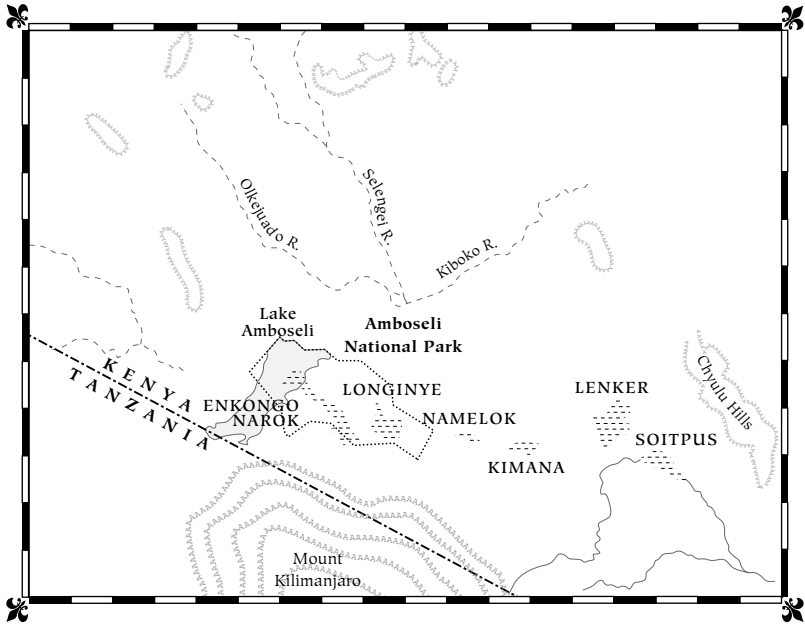 Olkejuado R.
Selengei R.
Kiboko R.
Lake
Amboseli
Amboseli
National Park
KENYA
TANZANIA
ENKONGO
NAROK
LONGINYE
NAMELOK
KIMANA
LENKER
SOITPUS
Chyulu Hills
Mount
Kilimanjaro